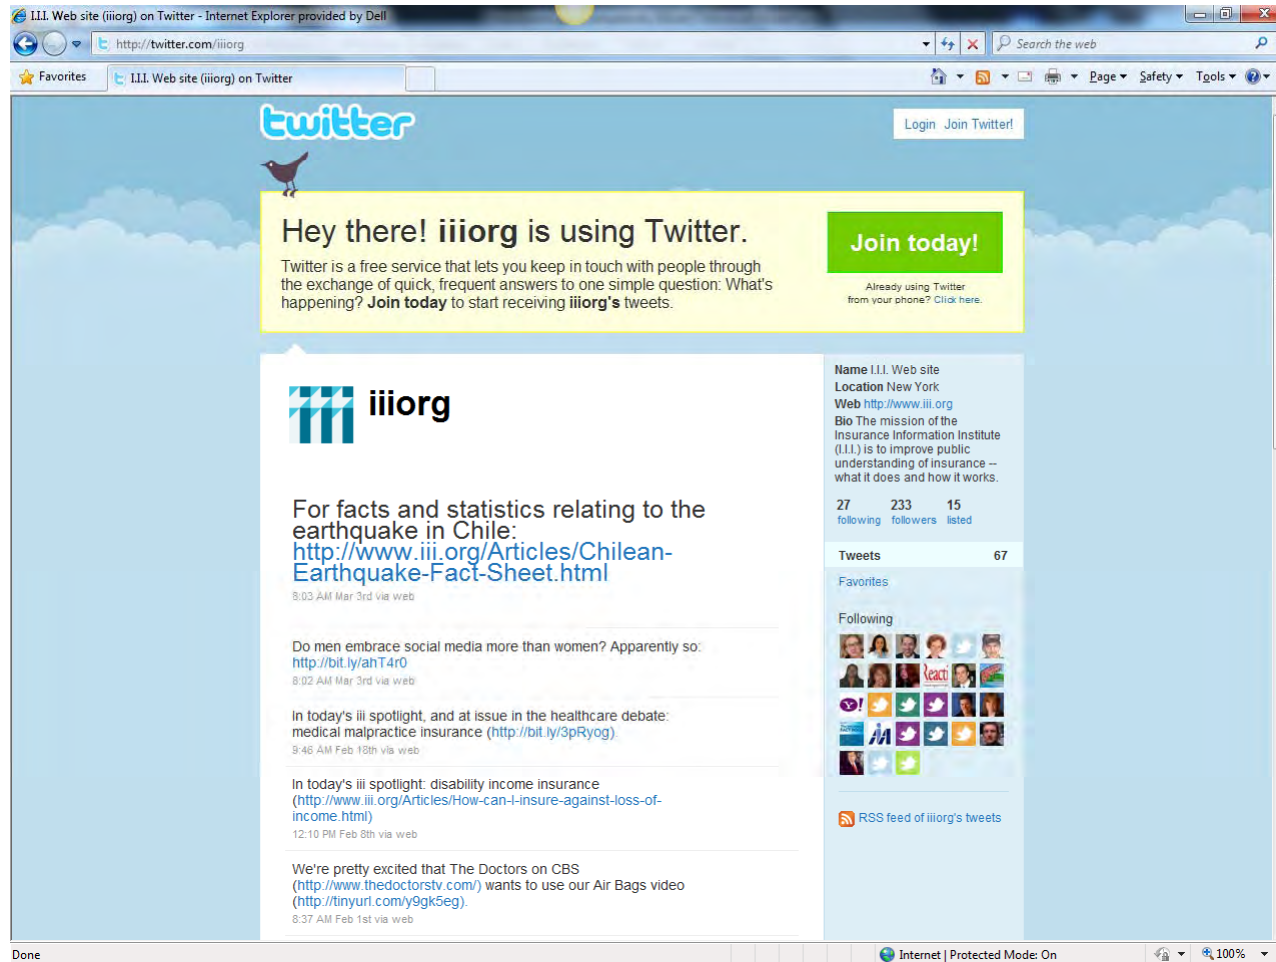 I.I.I. Web site (iiiorg) on Twitter - Internet Explorer provided by Dell
http://twitter.com/iiiorg
Search the web
Favorites
I.I.I. Web site (iiiorg) on Twitter
Page
Safety
Tools
twitter
Login Join Twitter!
Hey there! iiiorg is using Twitter.
Twitter is a free service that lets you keep in touch with people through
the exchange of quick, frequent answers to one simple question: What's
happening? Join today to start receiving iiiorg's tweets.
Join today!
Already using Twitter
from your phone? Click here.
iiiorg
For facts and statistics relating to the
earthquake in Chile:
http://www.iii.org/Articles/Chilean-
Earthquake-Fact-Sheet.html
8:03 AM Mar 3rd via web
Do men embrace social media more than women? Apparently so:
http://bit.ly/ahT4r0
8:02 AM Mar 3rd via web
In today's iii spotlight, and at issue in the healthcare debate:
medical malpractice insurance (http://bit.ly/3pRyog).
9:46 AM Feb 18th via web
In today's iii spotlight: disability income insurance
(http://www.iii.org/Articles/How-can-I-insure-against-loss-of-
income.html)
12:10 PM Feb 8th via web
We're pretty excited that The Doctors on CBS
(http://www.thedoctorstv.com/) wants to use our Air Bags video
(http://tinyurl.com/y9gk5eg).
8:37 AM Feb 1st via web
Name I.I.I. Web site
Location New York
Web http://www.iii.org
Bio The mission of the
Insurance Information Institute
(I.I.I.) is to improve public
understanding of insurance --
what it does and how it works.
27 233 15
following followers listed
Tweets 67
Favorites
Following
Reacti
Y!
RSS feed of iiiorg's tweets
Done
Internet | Protected Mode: On
100%